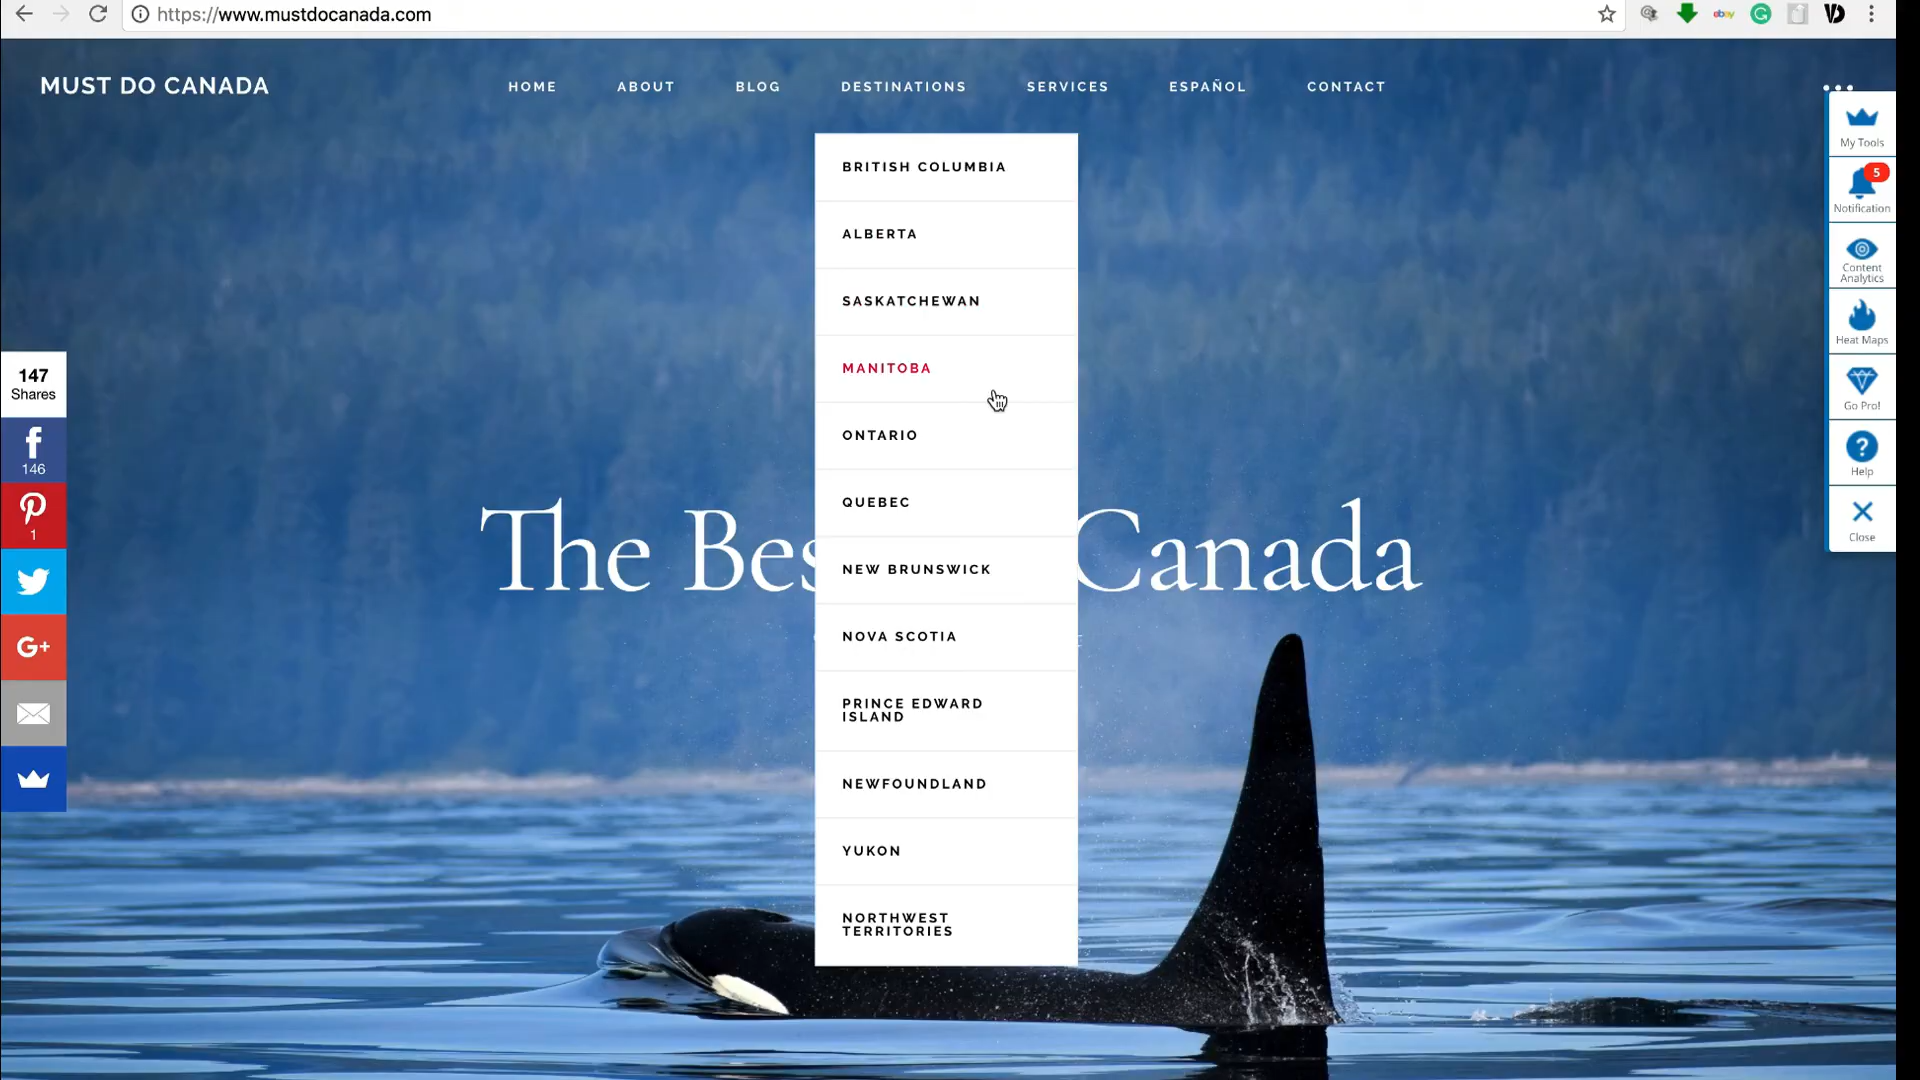 https://www.mustdocanada.com
ebay
MUST DO CANADA
HOME
ABOUT
BLOG
DESTINATIONS
SERVICES
ESPAÑOL
CONTACT
BRITISH COLUMBIA
ALBERTA
SASKATCHEWAN
MANITOBA
ONTARIO
QUEBEC
NEW BRUNSWICK
NOVA SCOTIA
PRINCE EDWARD
ISLAND
NEWFOUNDLAND
YUKON
NORTHWEST
TERRITORIES
The Bes Canada
147
Shares
146
1
G+
My Tools
5
Notification
Content
Analytics
Heat Maps
Go Pro!
Help
Close